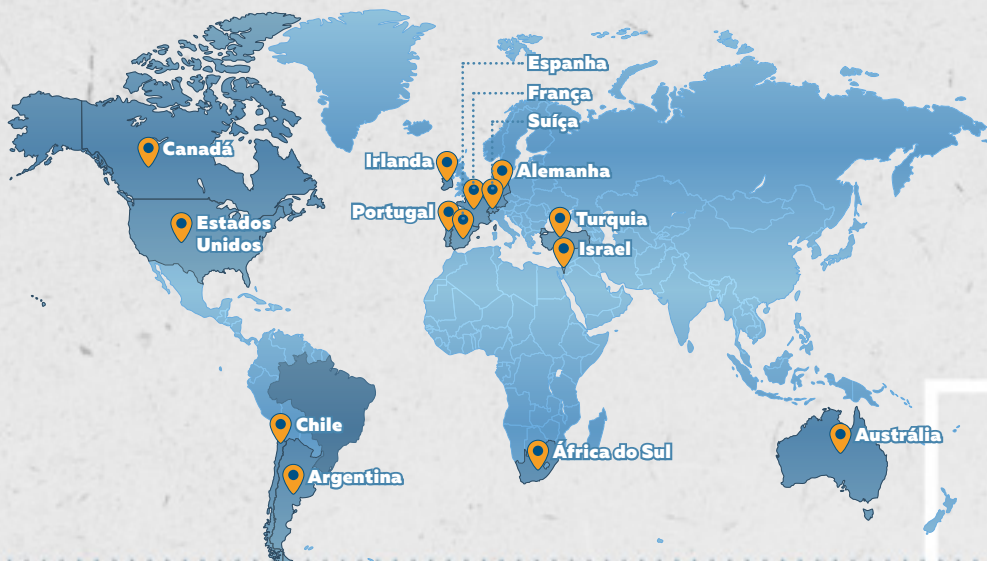 Espanha
França
Suíça
Canadá
Irlanda
Alemanha
Portugal
Estados
Unidos
Turquia
Israel
Chile
Austrália
África do Sul
Argentina